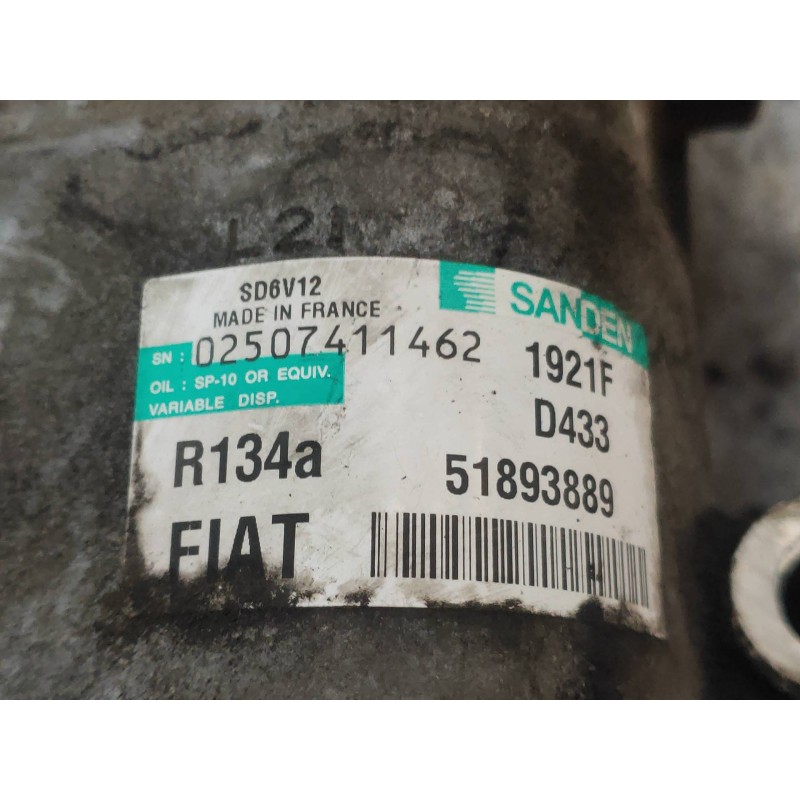 L21
SD6V12
MADE IN FRANCE
SANDEN
SN : 02507411462
1921F
OIL : SP-10 OR EQUIV.
VARIABLE DISP.
D433
R134a
51893889
FIAT